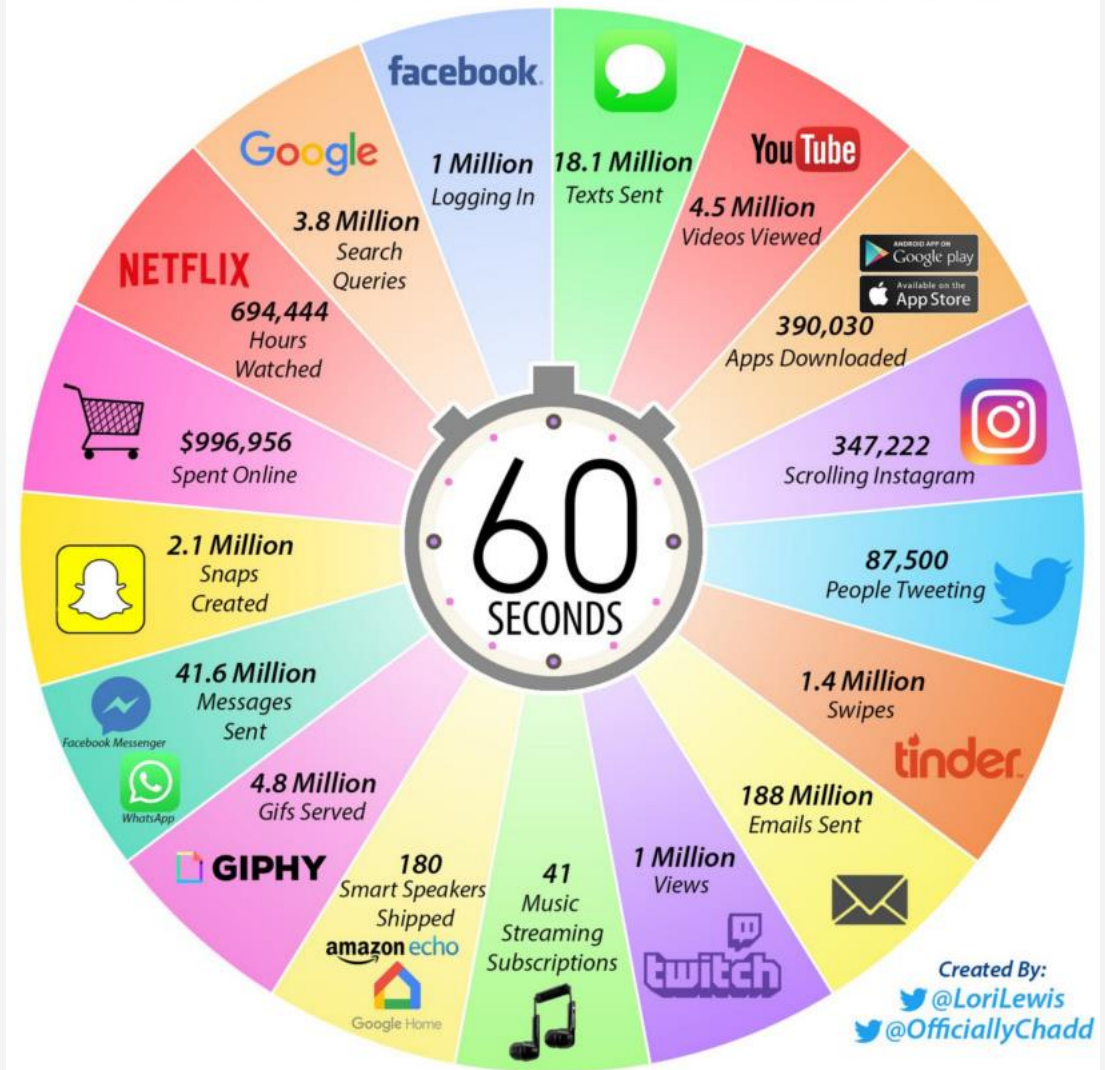 facebook
1 Million
Logging In
18.1 Million
Texts Sent
YouTube
4.5 Million
Videos Viewed
ANDROID APP ON
Google play
Available on the
App Store
390,030
Apps Downloaded
347,222
Scrolling Instagram
87,500
People Tweeting
1.4 Million
Swipes
tinder
188 Million
Emails Sent
1 Million
Views
twitch
41
Music
Streaming
Subscriptions
180
Smart Speakers
Shipped
amazon echo
Google Home
4.8 Million
Gifs Served
GIPHY
41.6 Million
Messages
Sent
Facebook Messenger
WhatsApp
2.1 Million
Snaps
Created
$996,956
Spent Online
NETFLIX
694,444
Hours
Watched
Google
3.8 Million
Search
Queries
60
SECONDS
Created By:
@LoriLewis
@OfficiallyChadd